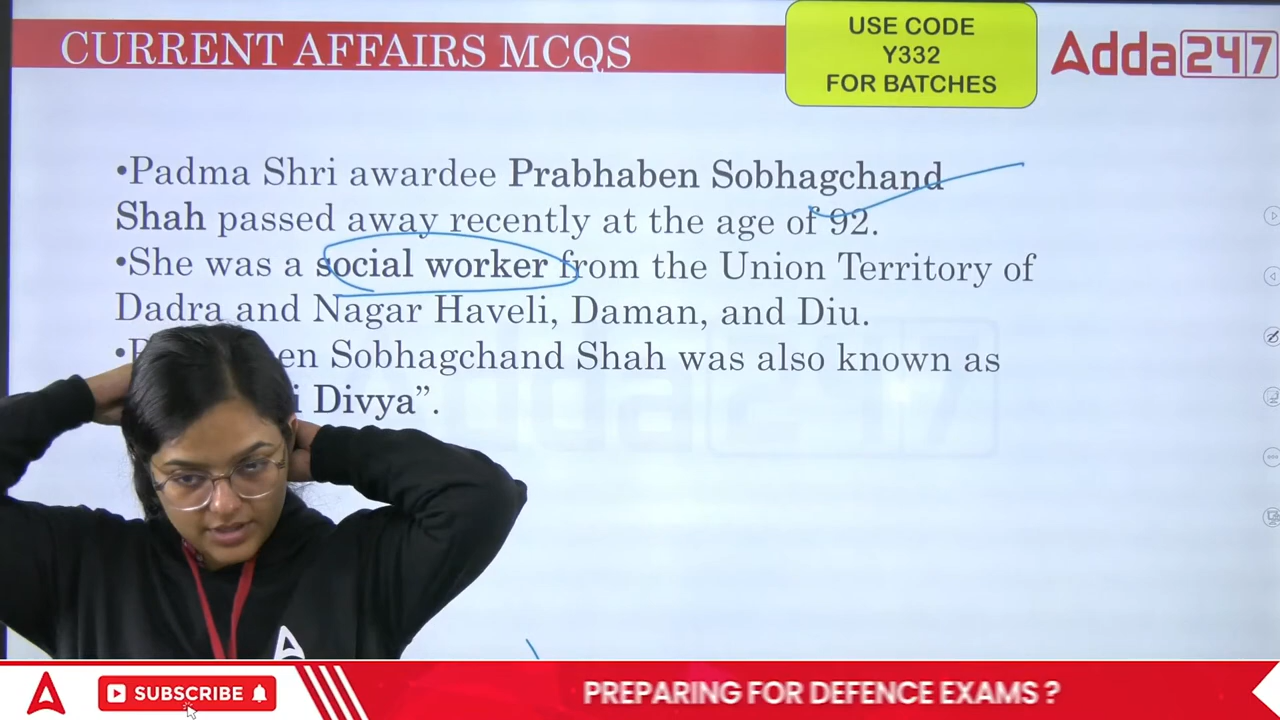 CURRENT AFFAIRS MCQS
USE CODE
Y332
FOR BATCHES
Adda247
•Padma Shri awardee Prabhaben Sobhagchand
Shah passed away recently at the age of 92.
•She was a social worker from the Union Territory of
Dadra and Nagar Haveli, Daman, and Diu.
en Sobhagchand Shah was also known as
i Divya”.
SUBSCRIBE
PREPARING FOR DEFENCE EXAMS ?